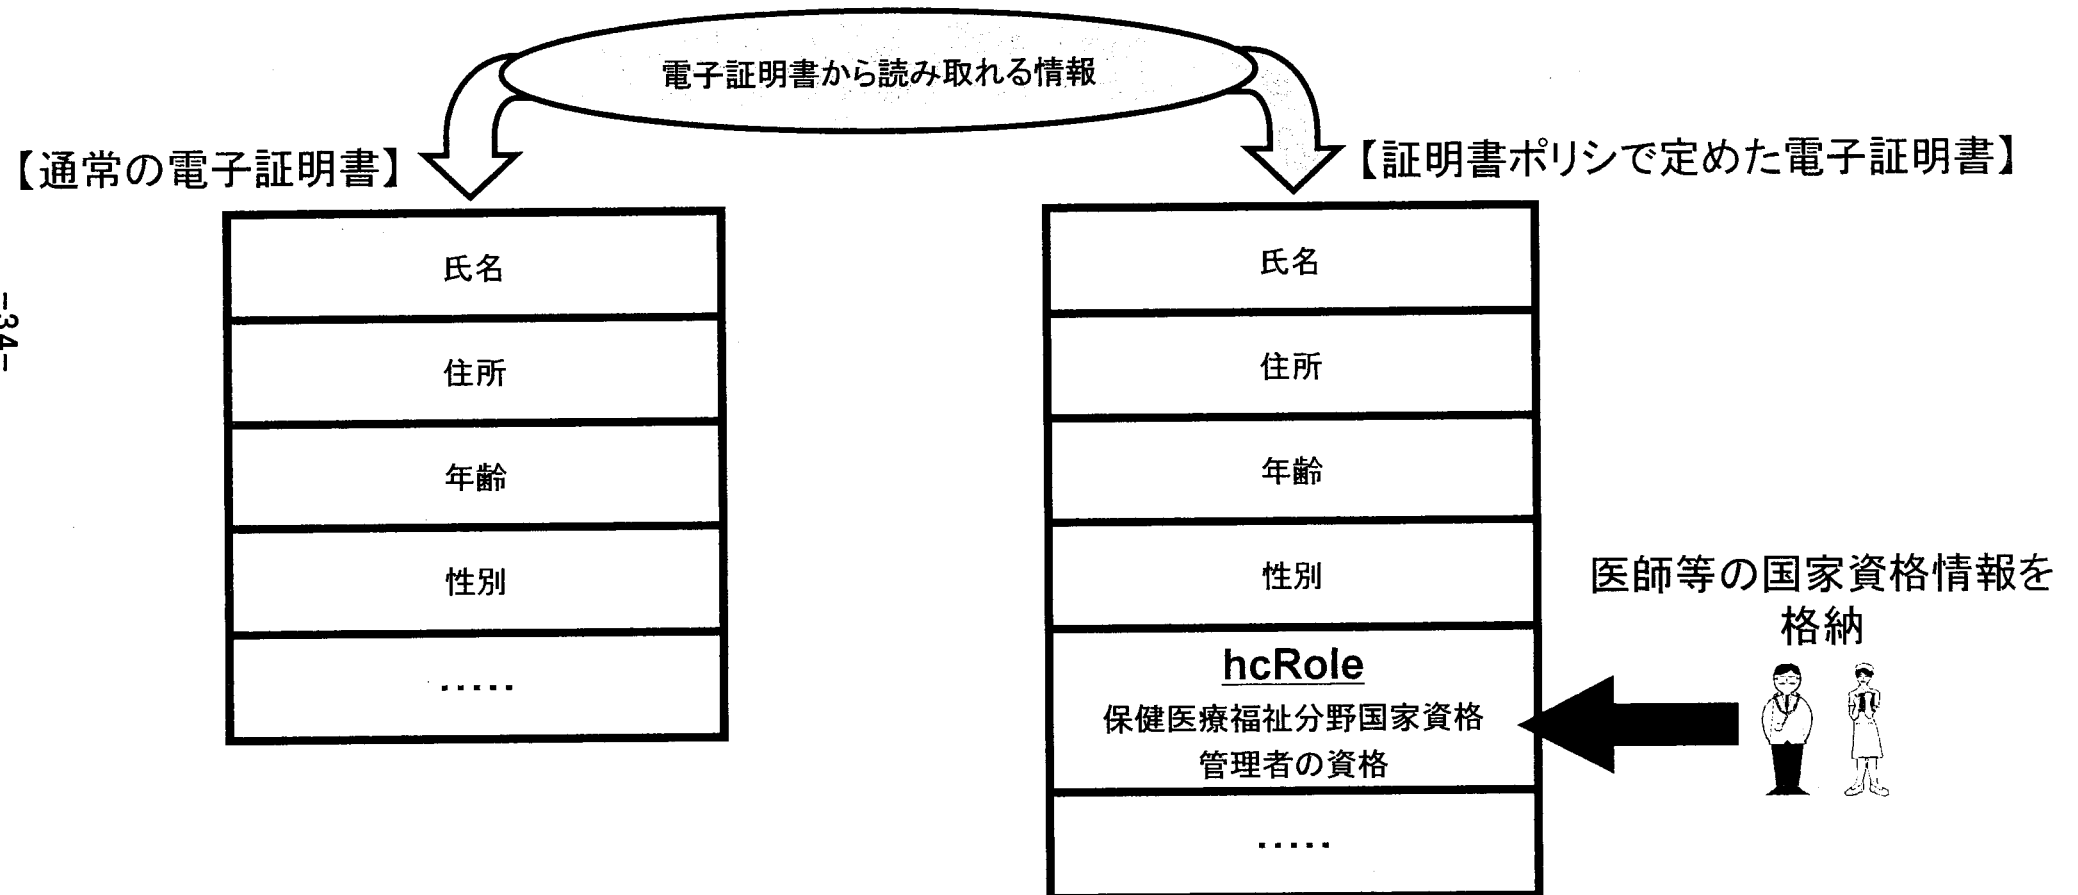 電子証明書から読み取れる情報
【通常の電子証明書】
氏名
住所
年齢
性別
.....
【証明書ポリシで定めた電子証明書】
氏名
住所
年齢
性別
hcRole
保健医療福祉分野国家資格
管理者の資格
.....
医師等の国家資格情報を
格納
-34-